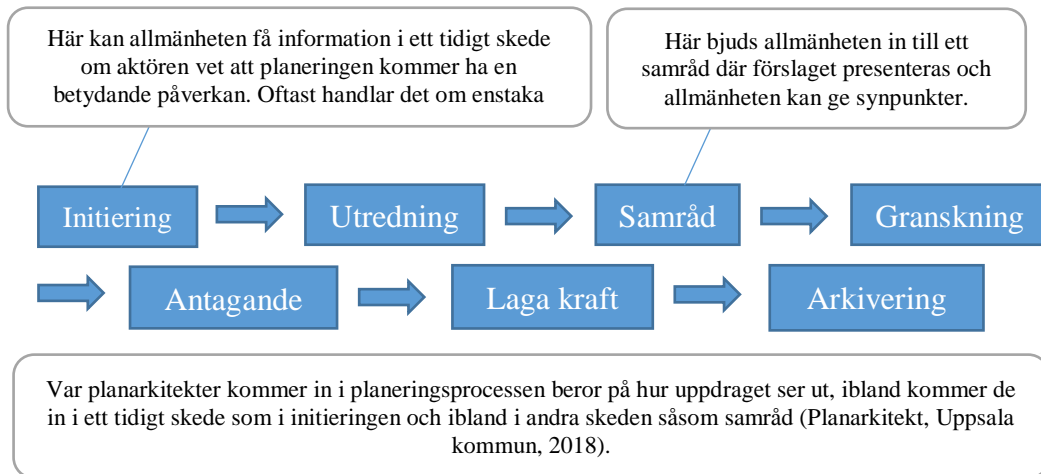 Här kan allmänheten få information i ett tidigt skede
om aktören vet att planeringen kommer ha en
betydande påverkan. Oftast handlar det om enstaka
Här bjuds allmänheten in till ett
samråd där förslaget presenteras och
allmänheten kan ge synpunkter.
Initiering
Utredning
Samråd
Granskning
Antagande
Laga kraft
Arkivering
Var planarkitekter kommer in i planeringsprocessen beror på hur uppdraget ser ut, ibland kommer de
in i ett tidigt skede som i initieringen och ibland i andra skeden såsom samråd (Planarkitekt, Uppsala
kommun, 2018).